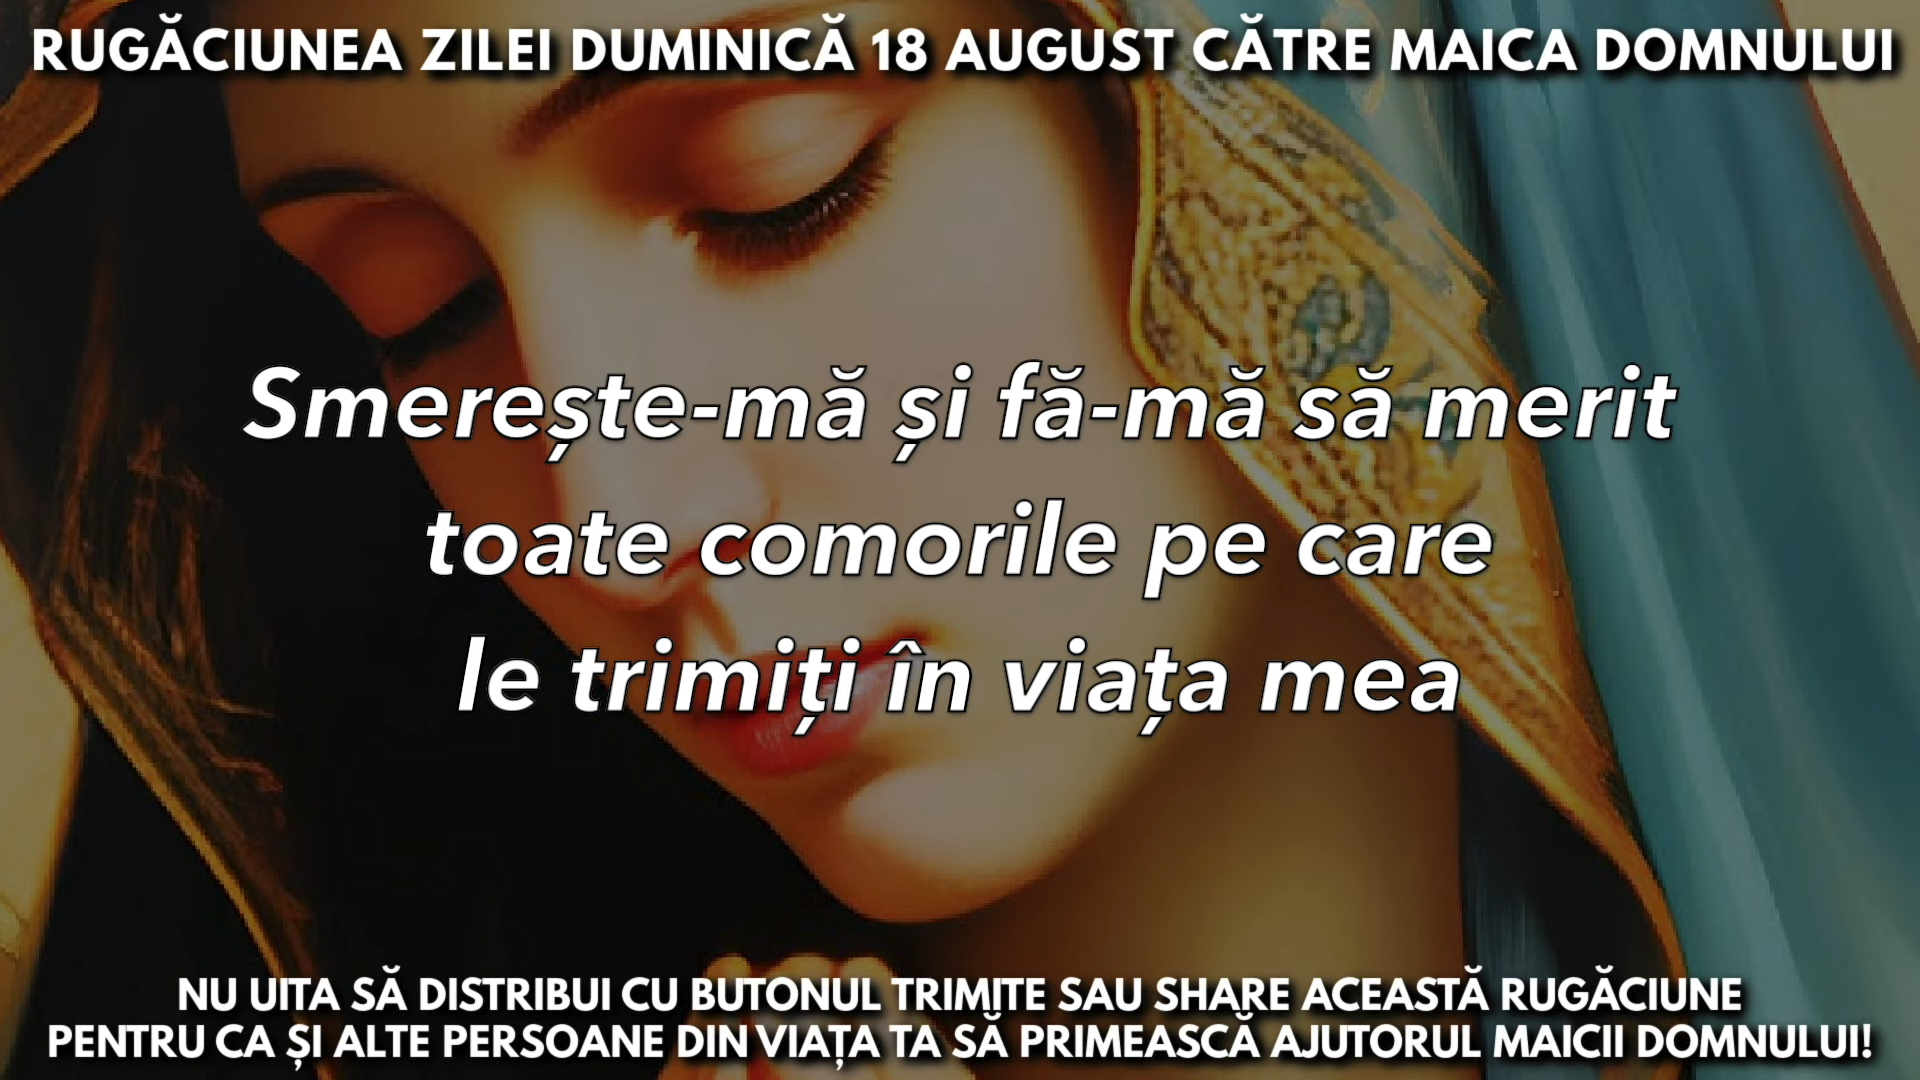 RUGĂCIUNEA ZILEI DUMINICĂ 18 AUGUST CĂTRE MAICA DOMNULUI
Smerește-mă și fă-mă să merit
toate comorile pe care
le trimiți în viața mea
NU UITA SĂ DISTRIBUI CU BUTONUL TRIMITE SAU SHARE ACEASTĂ RUGĂCIUNE
PENTRU CA ȘI ALTE PERSOANE DIN VIAȚA TA SĂ PRIMEASCĂ AJUTORUL MAICII DOMNULUI!